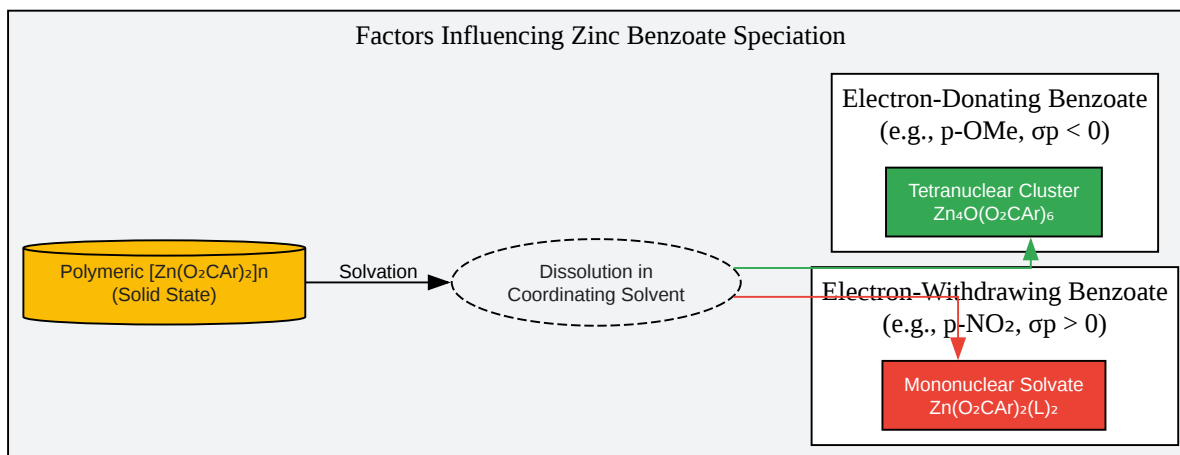 Factors Influencing Zinc Benzoate Speciation
Polymeric [Zn(O₂CAr)₂]n
(Solid State)
Solvation
Dissolution in
Coordinating Solvent
Electron-Donating Benzoate
(e.g., p-OMe, σp < 0)
Tetranuclear Cluster
Zn₄O(O₂CAr)₆
Electron-Withdrawing Benzoate
(e.g., p-NO₂, σp > 0)
Mononuclear Solvate
Zn(O₂CAr)₂(L)₂